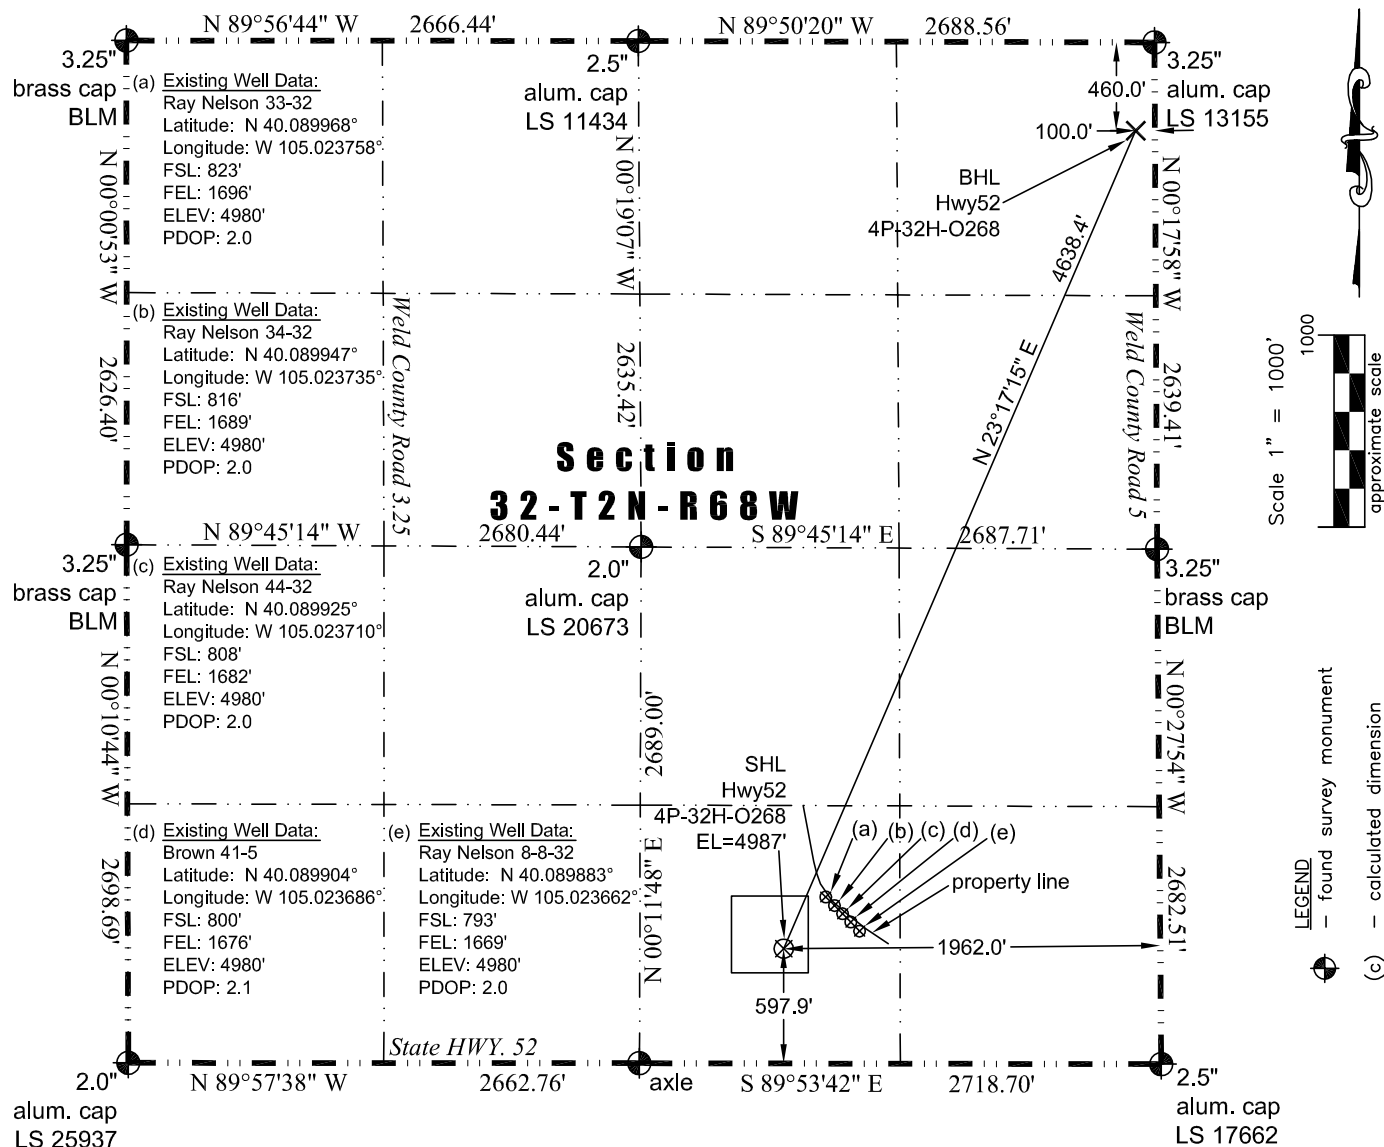 N 89°56'44" W 2666.44' N 89°50'20" W 2688.56'
3.25"
brass cap
BLM
2.5"
alum. cap
LS 11434
3.25"
alum. cap
LS 13155
460.0'
100.0'
BHL
Hwy52
4P-32H-O268
(a) Existing Well Data:
Ray Nelson 33-32
Latitude: N 40.089968°
Longitude: W 105.023758°
FSL: 823'
FEL: 1696'
ELEV: 4980'
PDOP: 2.0
N 00°00'53" W 2626.40'
N 00°19'07" W 2635.42'
N 00°17'58" W 2639.41'
(b) Existing Well Data:
Ray Nelson 34-32
Latitude: N 40.089947°
Longitude: W 105.023735°
FSL: 816'
FEL: 1689'
ELEV: 4980'
PDOP: 2.0
Weld County Road 3.25
Weld County Road 5
N 23°17'15" E 4638.4'
Section
32-T2N-R68W
N 89°45'14" W 2680.44' S 89°45'14" E 2687.71'
3.25"
brass cap
BLM
2.0"
alum. cap
LS 20673
3.25"
brass cap
BLM
(c) Existing Well Data:
Ray Nelson 44-32
Latitude: N 40.089925°
Longitude: W 105.023710°
FSL: 808'
FEL: 1682'
ELEV: 4980'
PDOP: 2.0
N 00°10'44" W 2698.69'
N 00°11'48" E 2689.00'
N 00°27'54" W 2682.51'
SHL
Hwy52
4P-32H-O268
EL=4987'
(a) (b) (c) (d) (e)
property line
1962.0'
597.9'
(d) Existing Well Data:
Brown 41-5
Latitude: N 40.089904°
Longitude: W 105.023686°
FSL: 800'
FEL: 1676'
ELEV: 4980'
PDOP: 2.1
(e) Existing Well Data:
Ray Nelson 8-8-32
Latitude: N 40.089883°
Longitude: W 105.023662°
FSL: 793'
FEL: 1669'
ELEV: 4980'
PDOP: 2.0
State HWY. 52
N 89°57'38" W 2662.76' axle S 89°53'42" E 2718.70'
2.0"
alum. cap
LS 25937
2.5"
alum. cap
LS 17662
Scale 1" = 1000'
1000
approximate scale
LEGEND
- found survey monument
(c) - calculated dimension